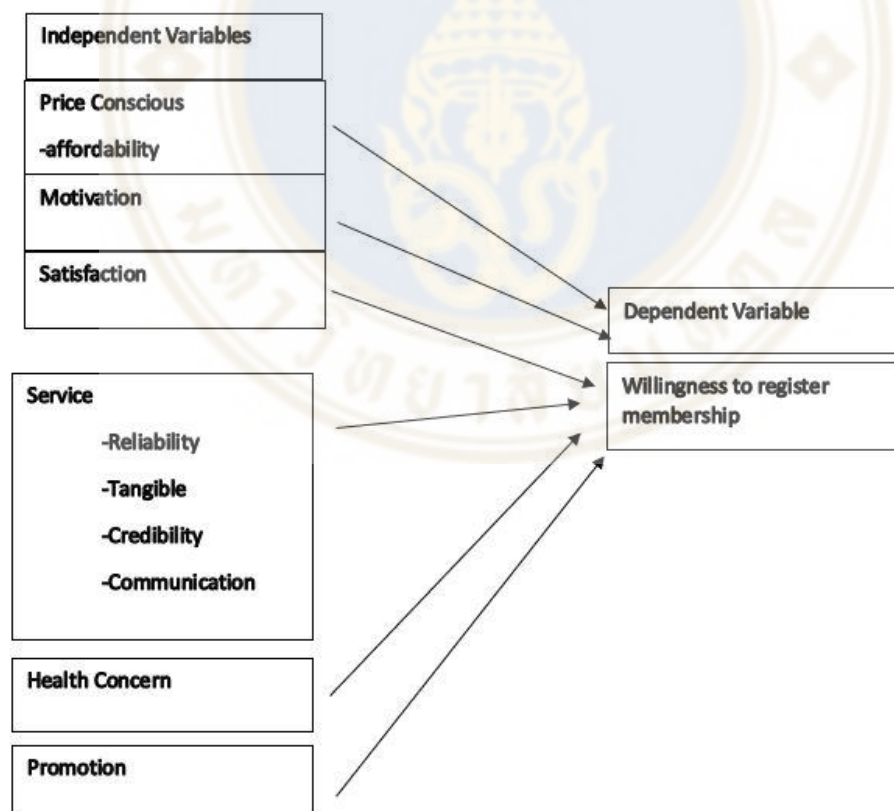 Independent Variables
Price Conscious
-affordability
Motivation
Satisfaction
Dependent Variable
Willingness to register
membership
Service
-Reliability
-Tangible
-Credibility
-Communication
Health Concern
Promotion